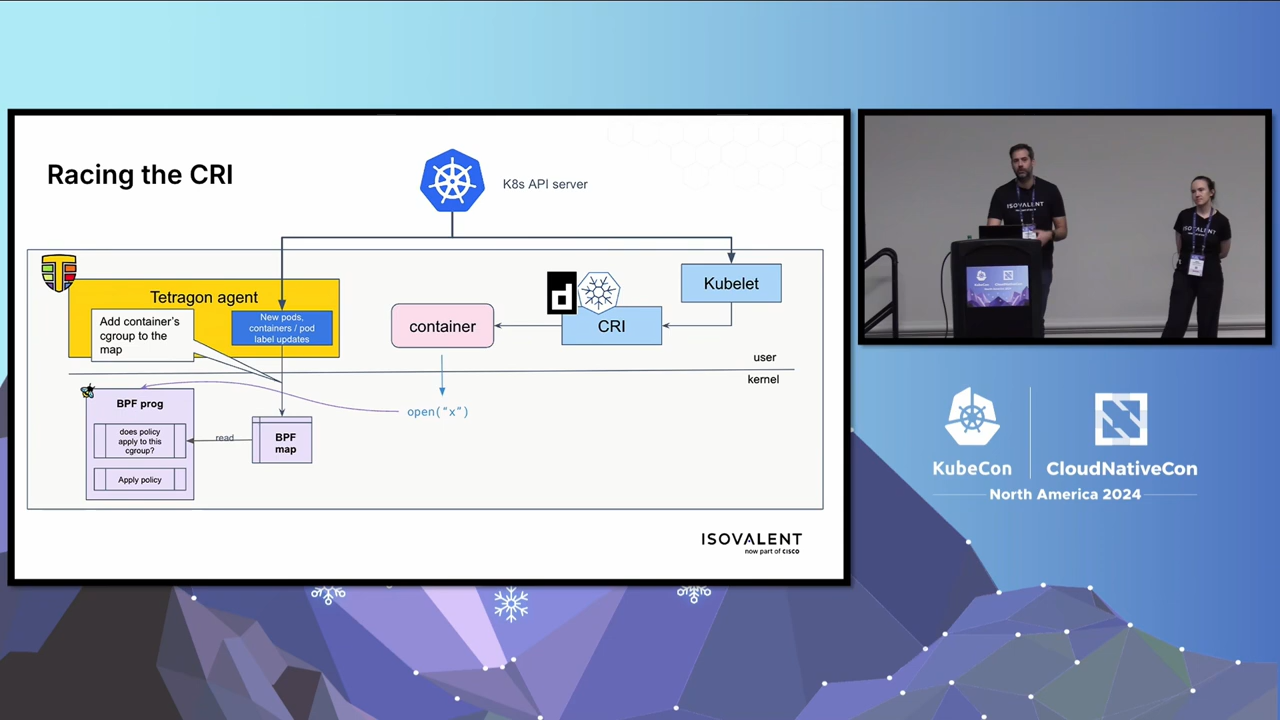 Racing the CRI
K8s API server
Tetragon agent
New pods,
containers / pod
label updates
Add container's
cgroup to the
map
container
CRI
Kubelet
user
kernel
BPF prog
does policy
apply to this
cgroup?
Apply policy
read
BPF
map
open("x")
ISOVALENT
now part of CISCO
ISOVALENT
ISOVALENT
KubeCon
CloudNativeCon
North America 2024